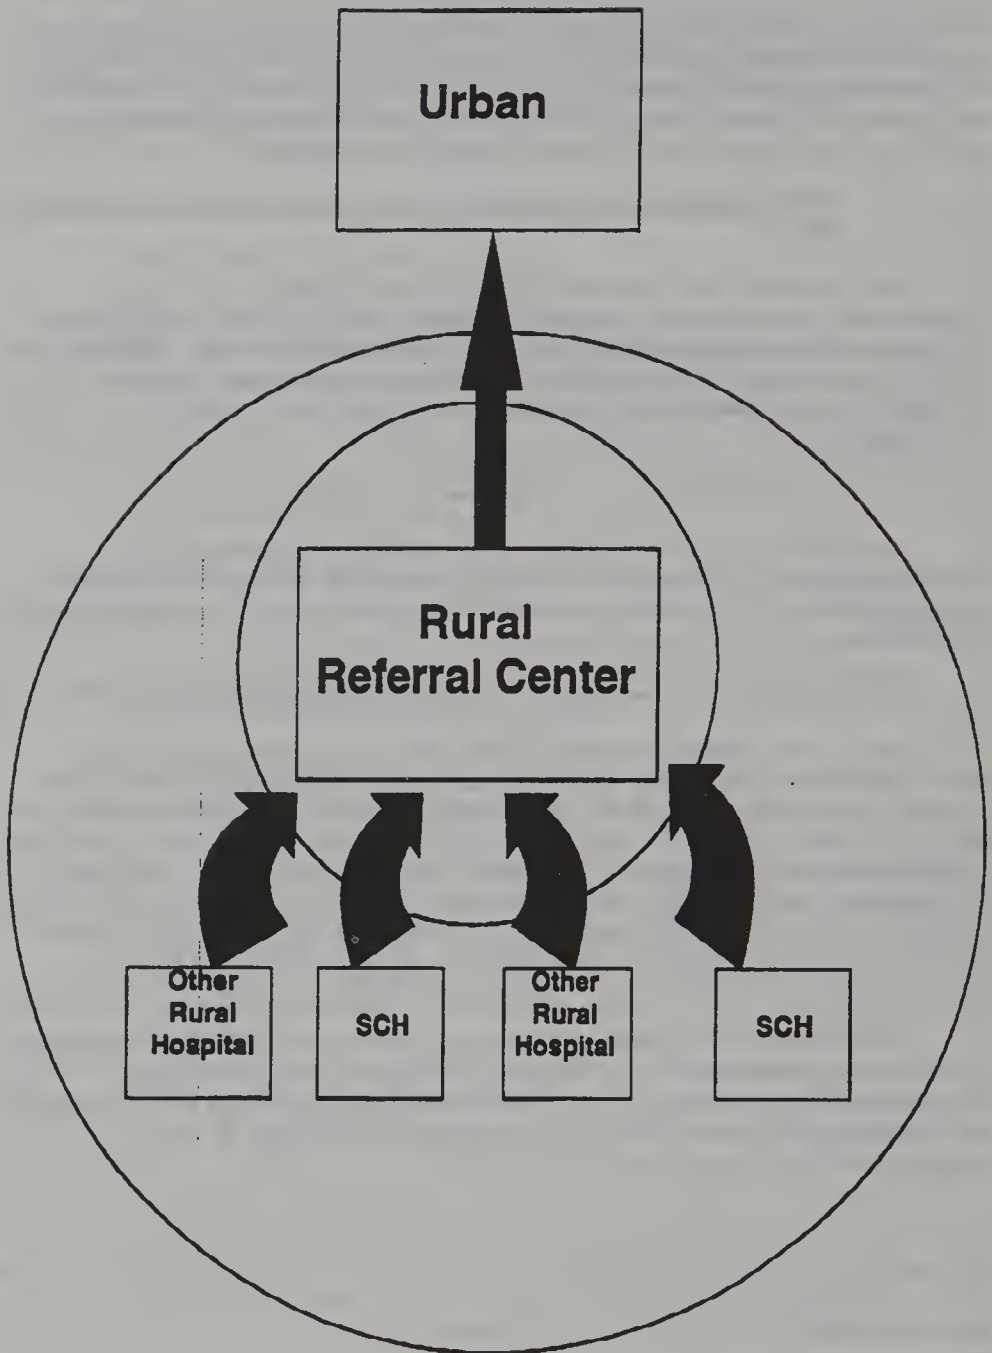 Urban
Rural
Referral Center
Other
Rural
Hospital
SCH
Other
Rural
Hospital
SCH